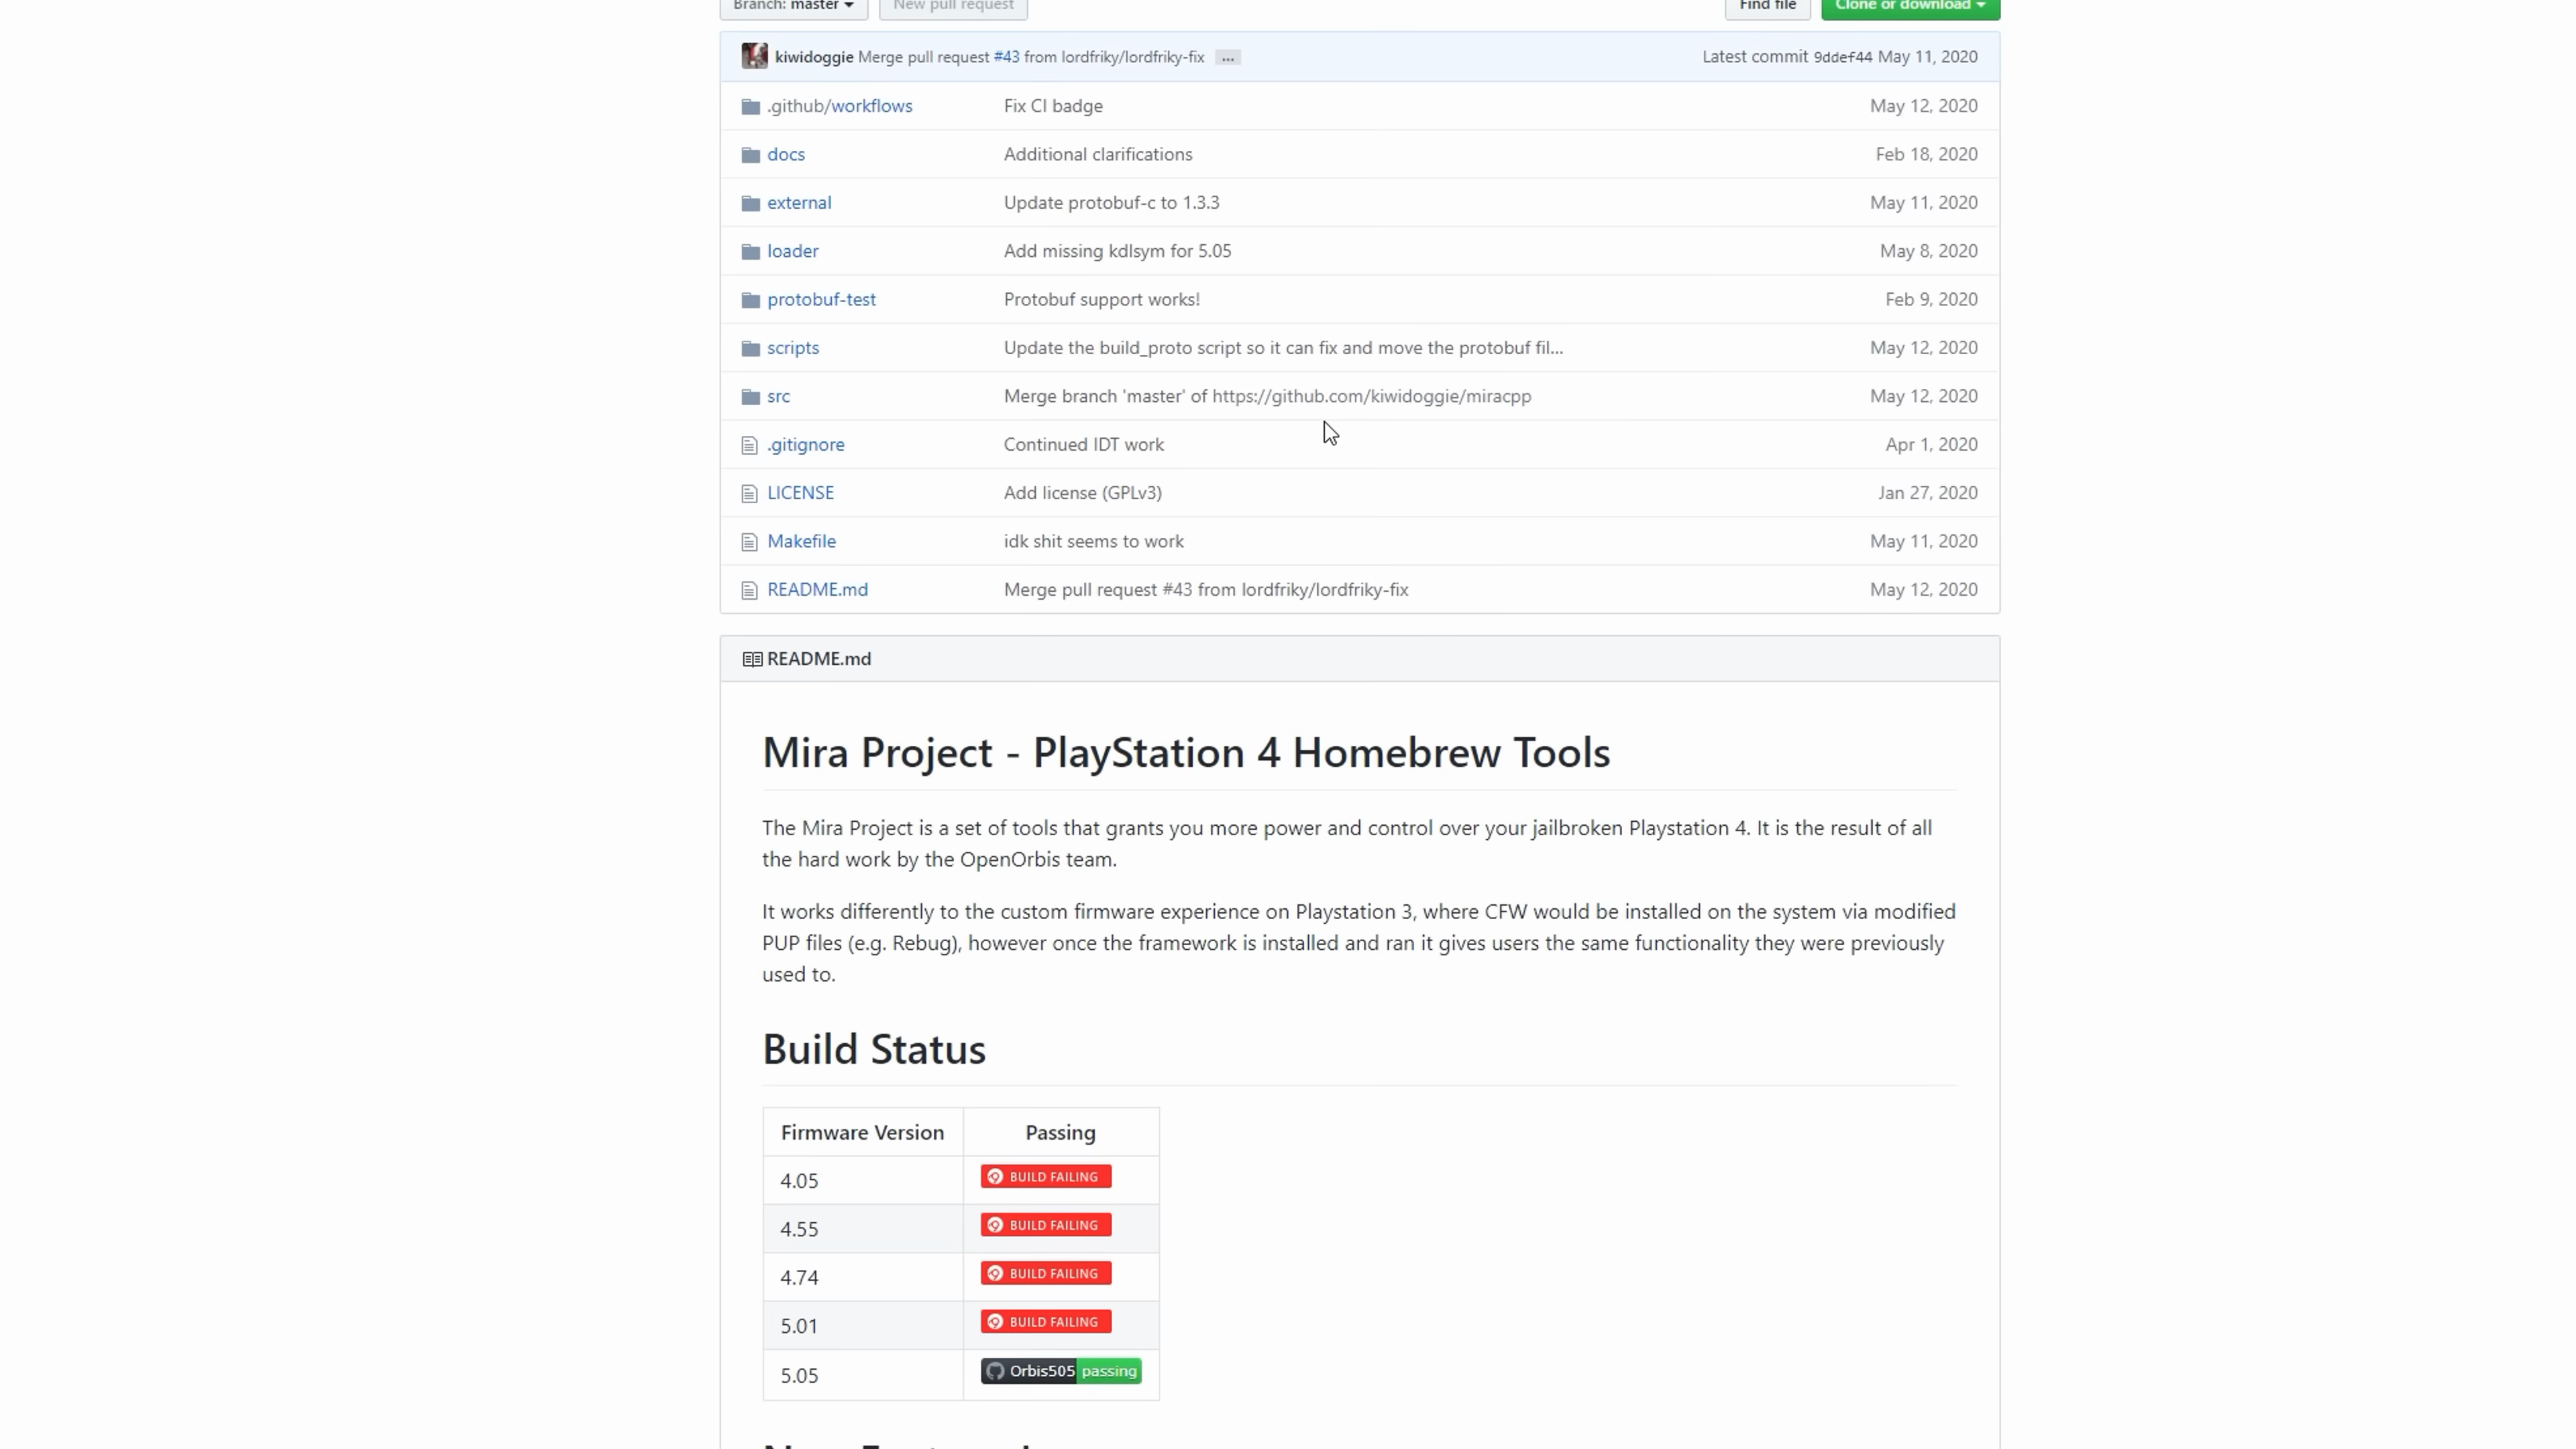 Branch: master
New pull request
Find file
Clone or download
kiwidoggie Merge pull request #43 from lordfriky/lordfriky-fix ...
Latest commit 9ddef44 May 11, 2020
.github/workflows Fix CI badge May 12, 2020
docs Additional clarifications Feb 18, 2020
external Update protobuf-c to 1.3.3 May 11, 2020
loader Add missing kdlsym for 5.05 May 8, 2020
protobuf-test Protobuf support works! Feb 9, 2020
scripts Update the build_proto script so it can fix and move the protobuf fil... May 12, 2020
src Merge branch 'master' of https://github.com/kiwidoggie/miracpp May 12, 2020
.gitignore Continued IDT work Apr 1, 2020
LICENSE Add license (GPLv3) Jan 27, 2020
Makefile idk shit seems to work May 11, 2020
README.md Merge pull request #43 from lordfriky/lordfriky-fix May 12, 2020
README.md
Mira Project - PlayStation 4 Homebrew Tools
The Mira Project is a set of tools that grants you more power and control over your jailbroken Playstation 4. It is the result of all
the hard work by the OpenOrbis team.
It works differently to the custom firmware experience on Playstation 3, where CFW would be installed on the system via modified
PUP files (e.g. Rebug), however once the framework is installed and ran it gives users the same functionality they were previously
used to.
Build Status
Firmware Version Passing
4.05 BUILD FAILING
4.55 BUILD FAILING
4.74 BUILD FAILING
5.01 BUILD FAILING
5.05 Orbis505 passing